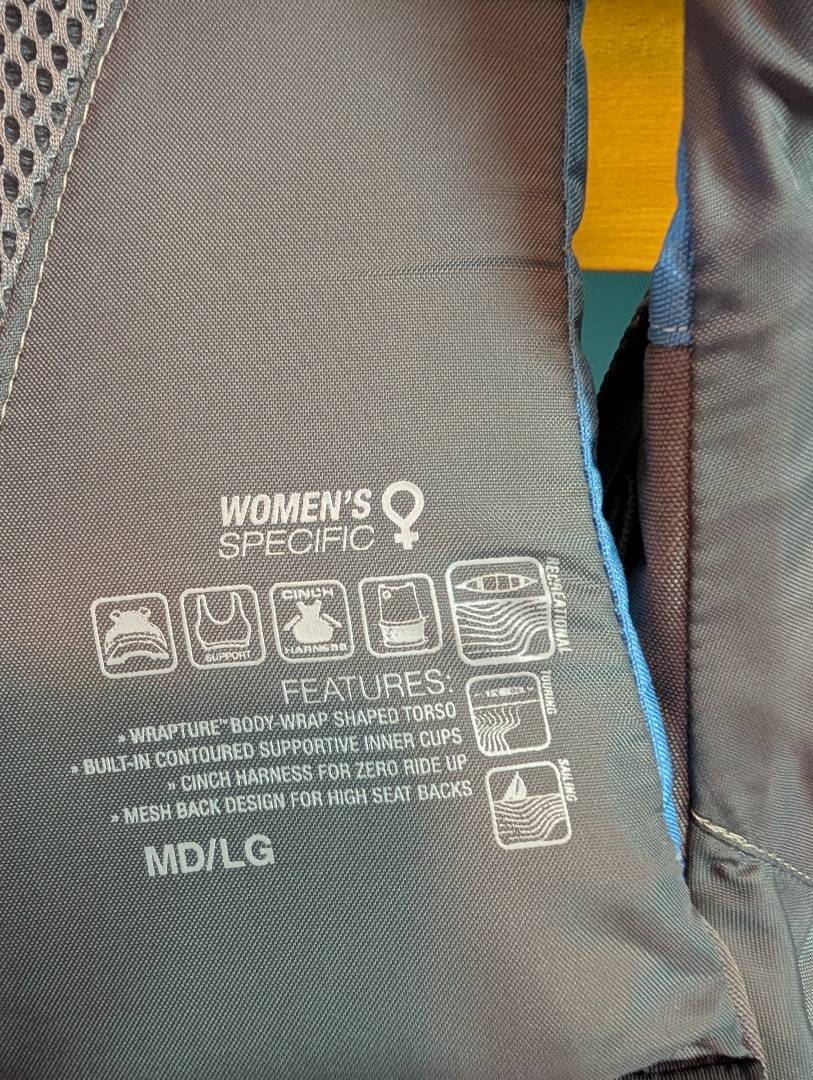 WOMEN'S
SPECIFIC
SUPPORT
CINCH
HARNESS
RECREATIONAL
FEATURES:
» WRAPTURE™ BODY-WRAP SHAPED TORSO
» BUILT-IN CONTOURED SUPPORTIVE INNER CUPS
» CINCH HARNESS FOR ZERO RIDE UP
» MESH BACK DESIGN FOR HIGH SEAT BACKS
TOURING
SAILING
MD/LG